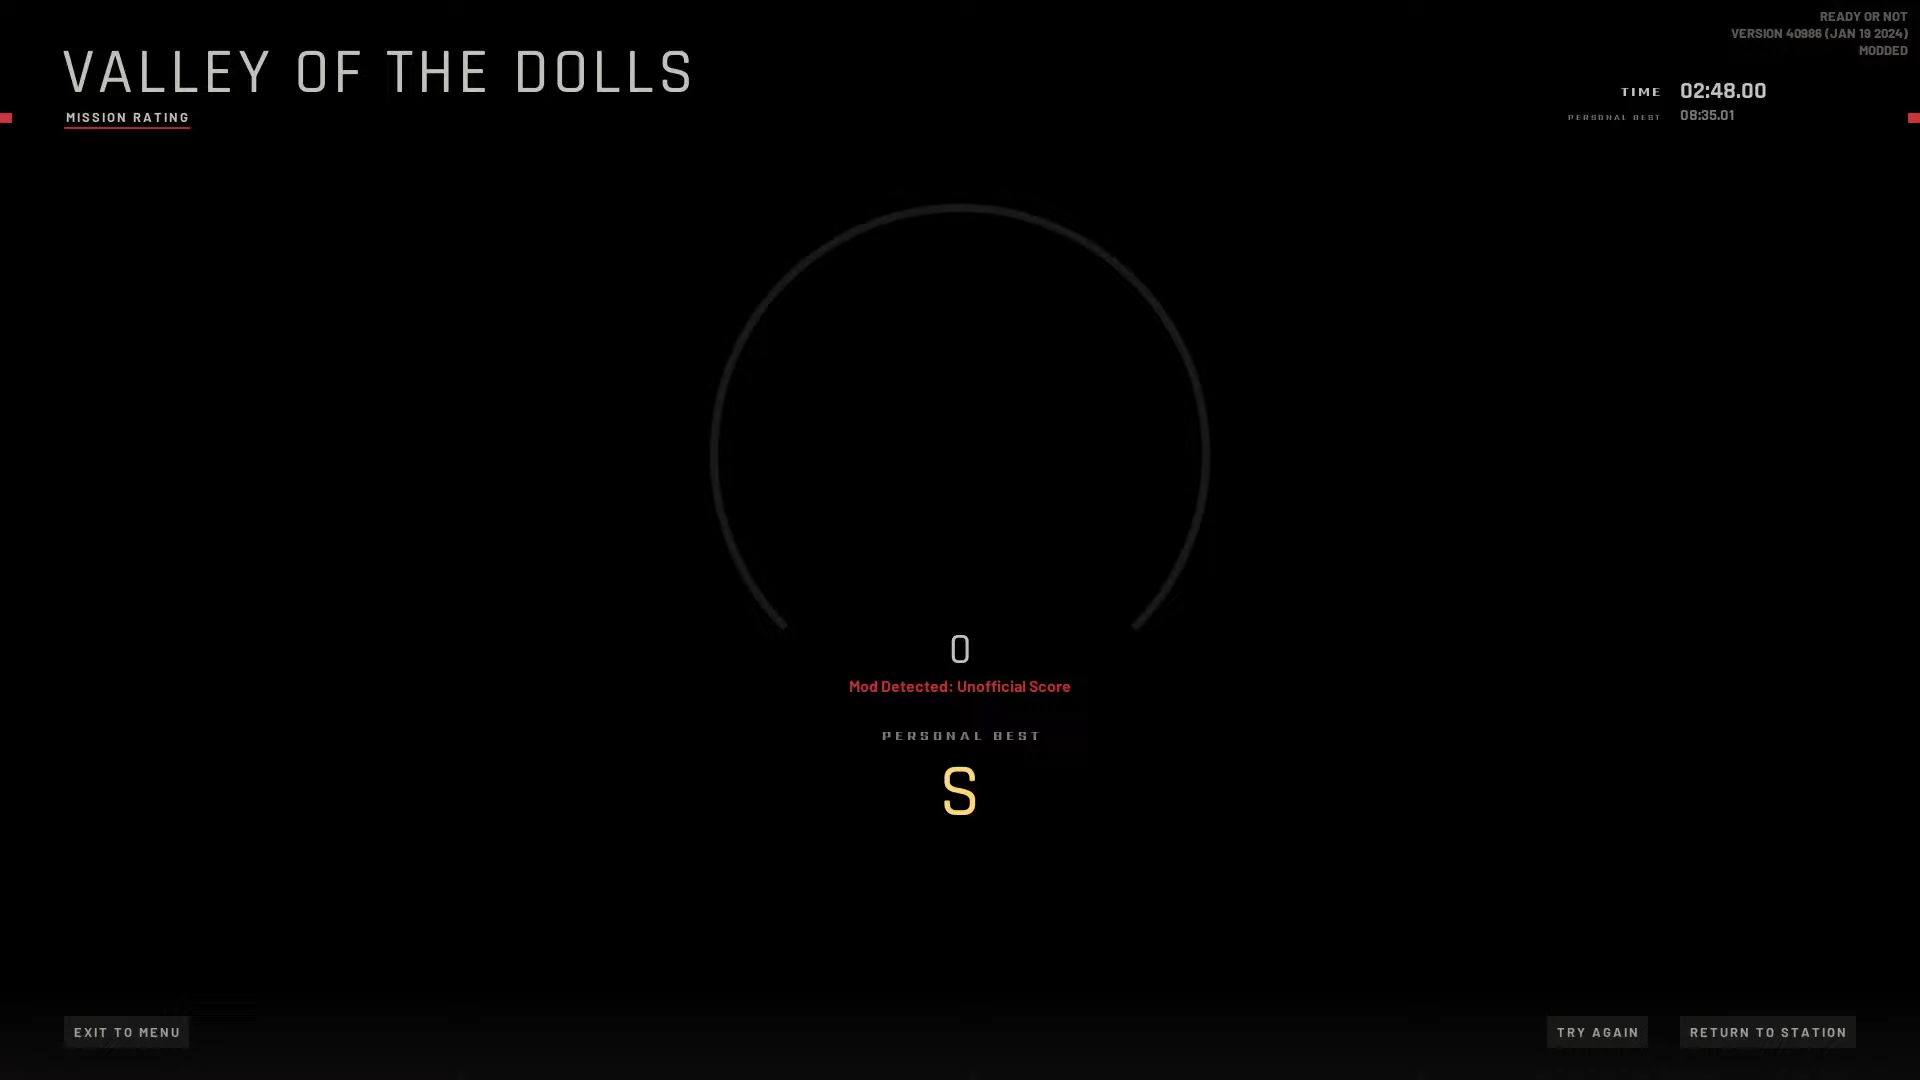 READY OR NOT
VERSION 40986 (JAN 19 2024)
MODDED
VALLEY OF THE DOLLS
MISSION RATING
TIME 02:48.00
PERSONAL BEST 08:35.01
0
Mod Detected: Unofficial Score
PERSONAL BEST
S
EXIT TO MENU
TRY AGAIN
RETURN TO STATION